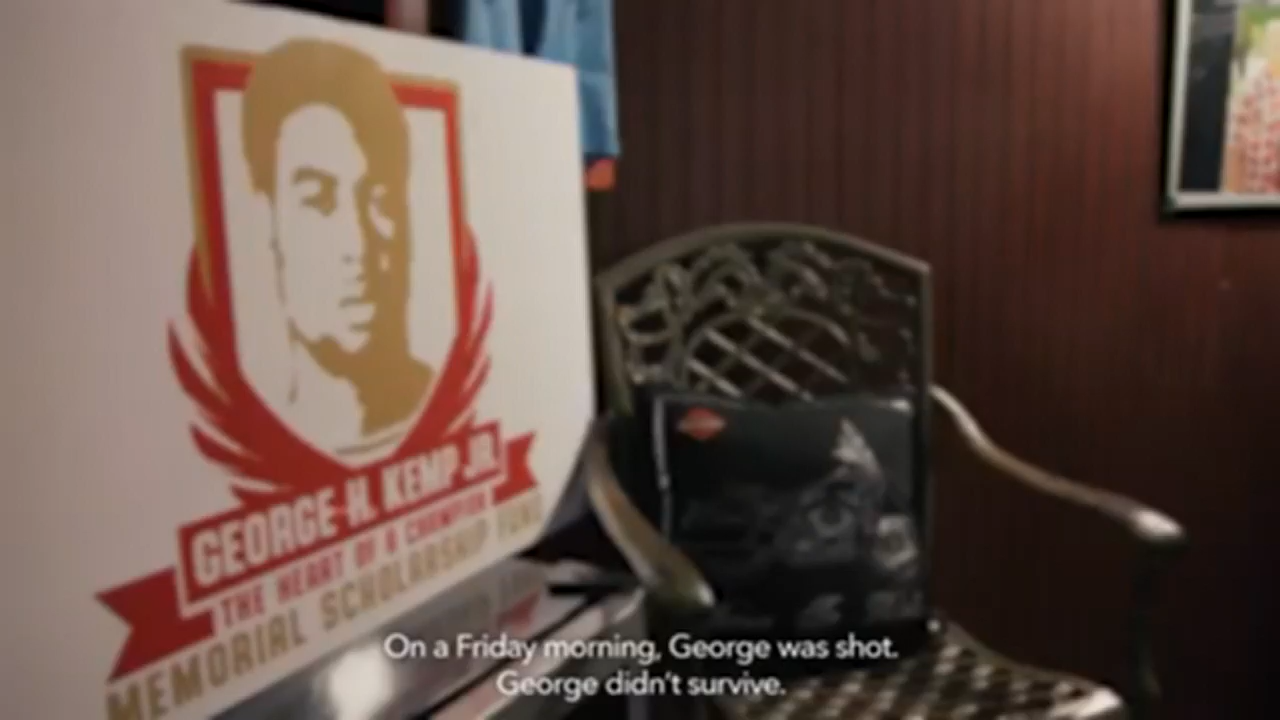 GEORGE H. KEMP JR.
THE HEART OF A CHAMPION
MEMORIAL SCHOLARSHIP FUND
On a Friday morning, George was shot.
George didn't survive.